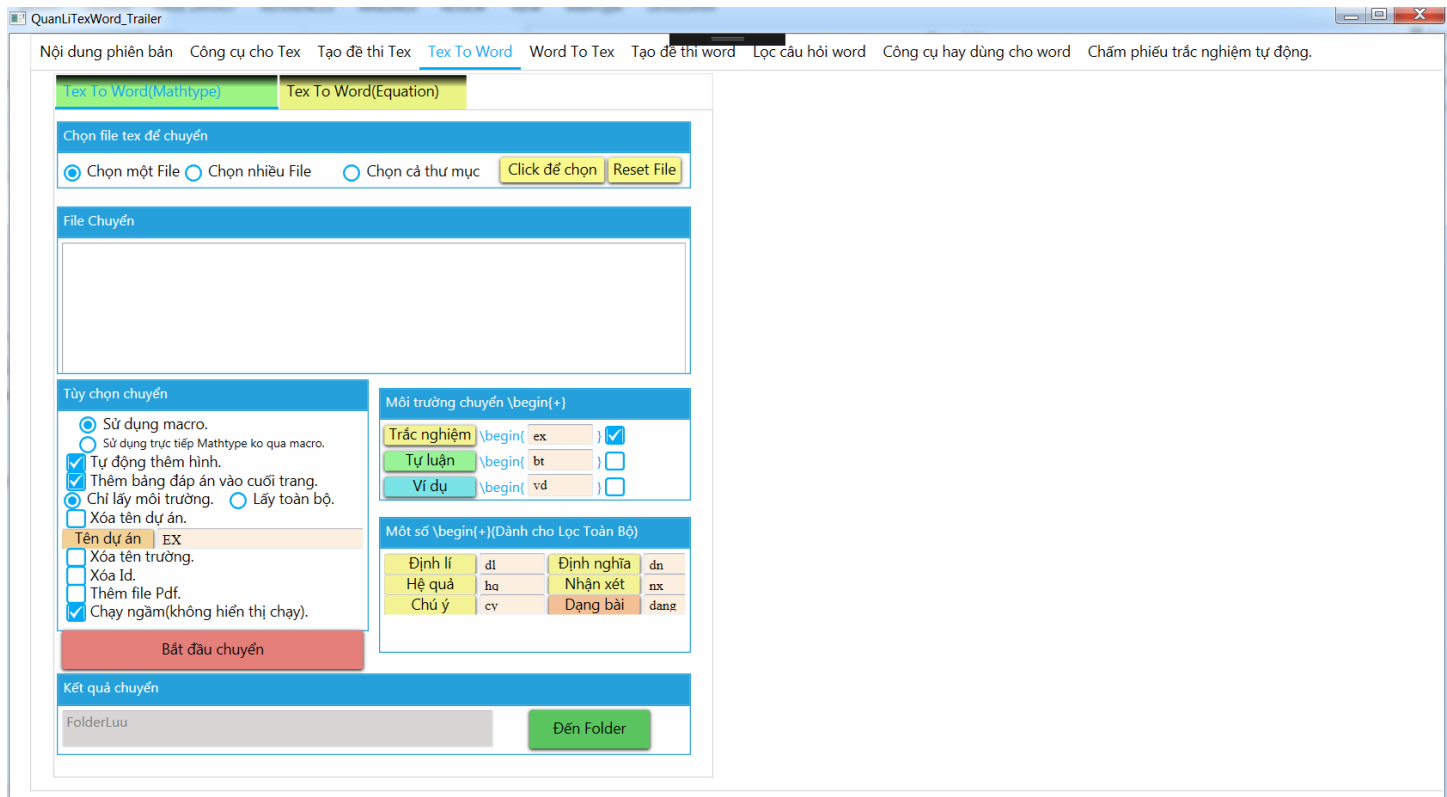 QuanLiTexWord_Trailer
Nội dung phiên bản Công cụ cho Tex Tạo đề thi Tex Tex To Word Word To Tex Tạo đề thi word Lọc câu hỏi word Công cụ hay dùng cho word Chấm phiếu trắc nghiệm tự động.
Tex To Word(Mathtype) Tex To Word(Equation)
Chọn file tex để chuyển
Chọn một File Chọn nhiều File Chọn cả thư mục Click để chọn Reset File
File Chuyển
Tùy chọn chuyển
Sử dụng macro.
Sử dụng trực tiếp Mathtype ko qua macro.
Tự động thêm hình.
Thêm bảng đáp án vào cuối trang.
Chỉ lấy môi trường. Lấy toàn bộ.
Xóa tên dự án.
Tên dự án EX
Xóa tên trường.
Xóa Id.
Thêm file Pdf.
Chạy ngầm(không hiển thị chạy).
Bắt đầu chuyển
Môi trường chuyển \begin{+}
Trắc nghiệm \begin{ ex }
Tự luận \begin{ bt }
Ví dụ \begin{ vd }
Môt số \begin{+}(Dành cho Lọc Toàn Bộ)
Định lí dl Định nghĩa dn
Hệ quả hq Nhận xét nx
Chú ý cy Dạng bài dang
Kết quả chuyển
FolderLuu Đến Folder